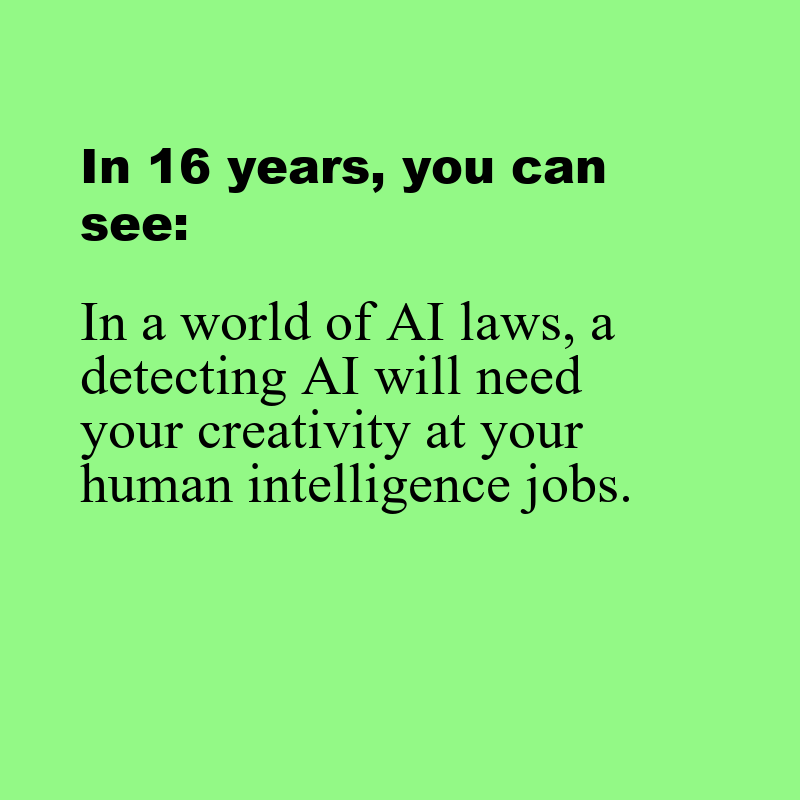 In 16 years, you can
see:
In a world of AI laws, a
detecting AI will need
your creativity at your
human intelligence jobs.